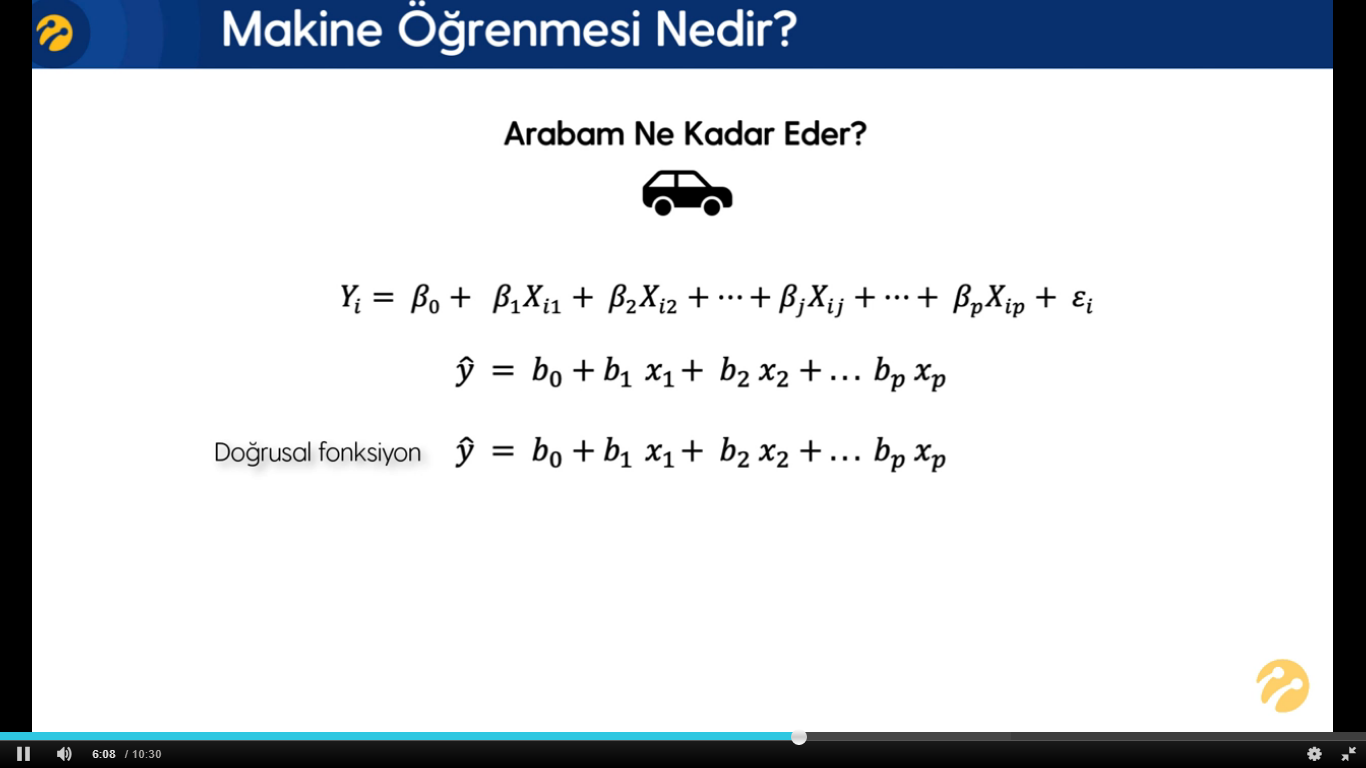 Makine Öğrenmesi Nedir?
Arabam Ne Kadar Eder?
Yᵢ = β₀ + β₁Xᵢ₁ + β₂Xᵢ₂ + ⋯ + βⱼXᵢⱼ + ⋯ + βₚXᵢₚ + εᵢ
ŷ = b₀ + b₁ x₁ + b₂ x₂ + … bₚ xₚ
Doğrusal fonksiyon ŷ = b₀ + b₁ x₁ + b₂ x₂ + … bₚ xₚ
6:08 / 10:30